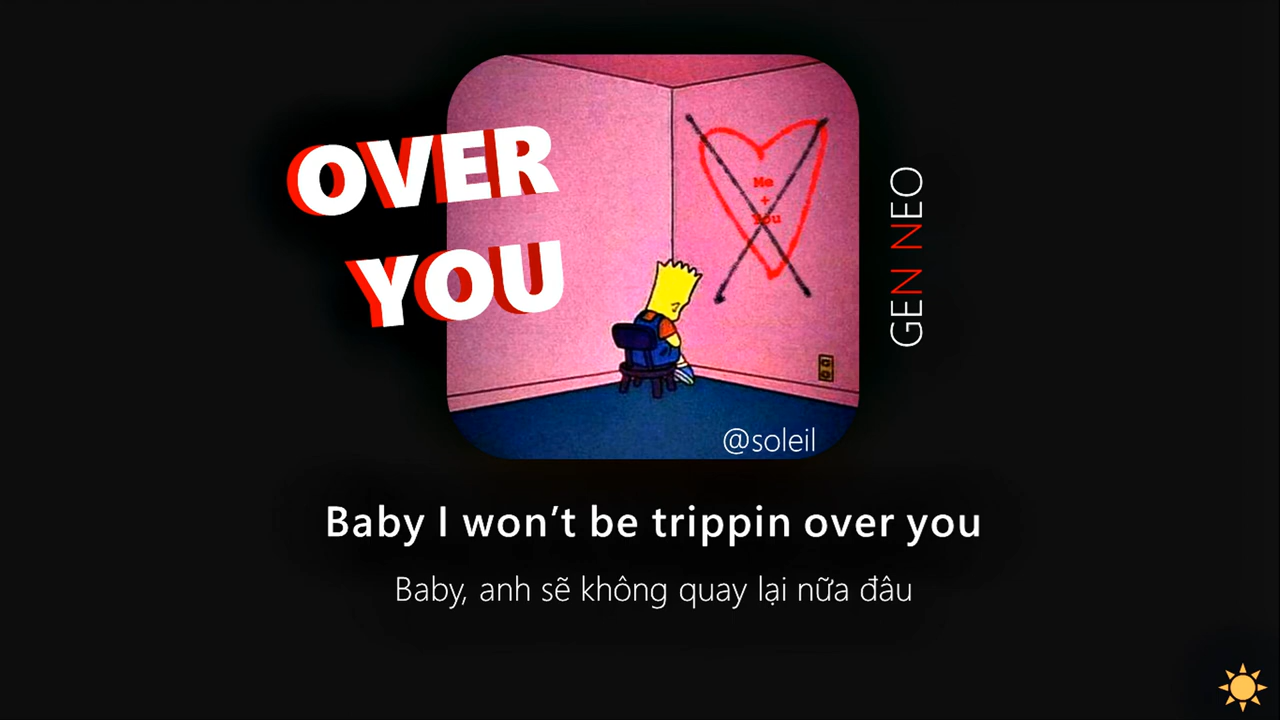 OVER
YOU
Me
+
You
GEN NEO
@soleil
Baby I won’t be trippin over you
Baby, anh sẽ không quay lại nữa đâu